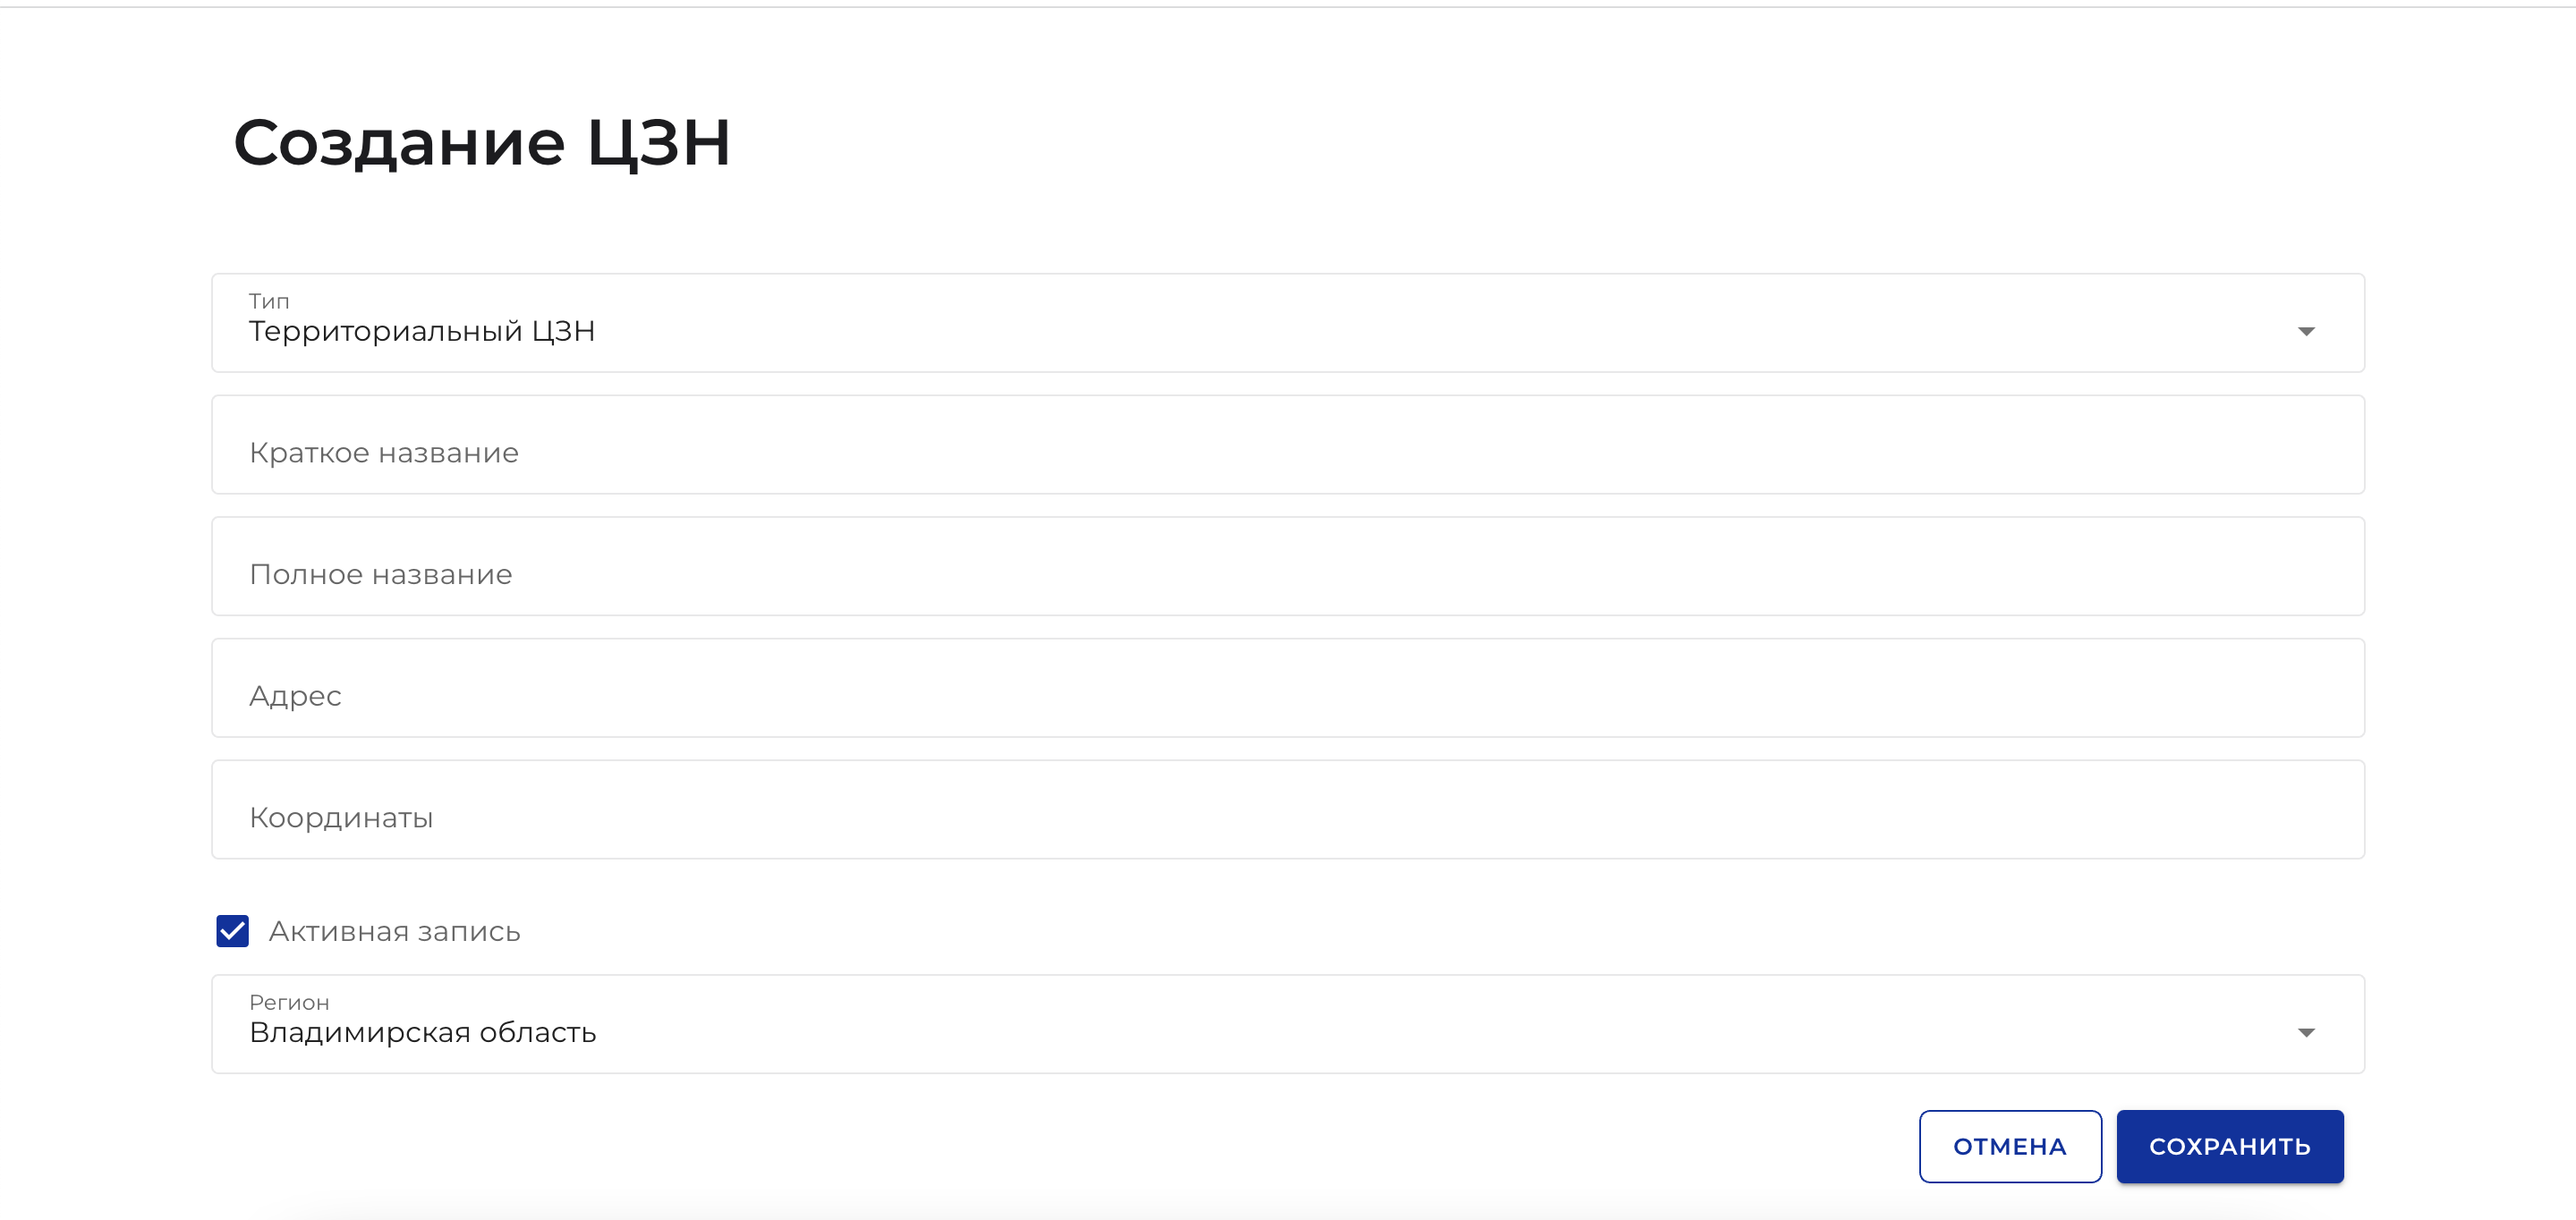 Создание ЦЗН
Тип
Территориальный ЦЗН
Краткое название
Полное название
Адрес
Координаты
Активная запись
Регион
Владимирская область
ОТМЕНА
СОХРАНИТЬ